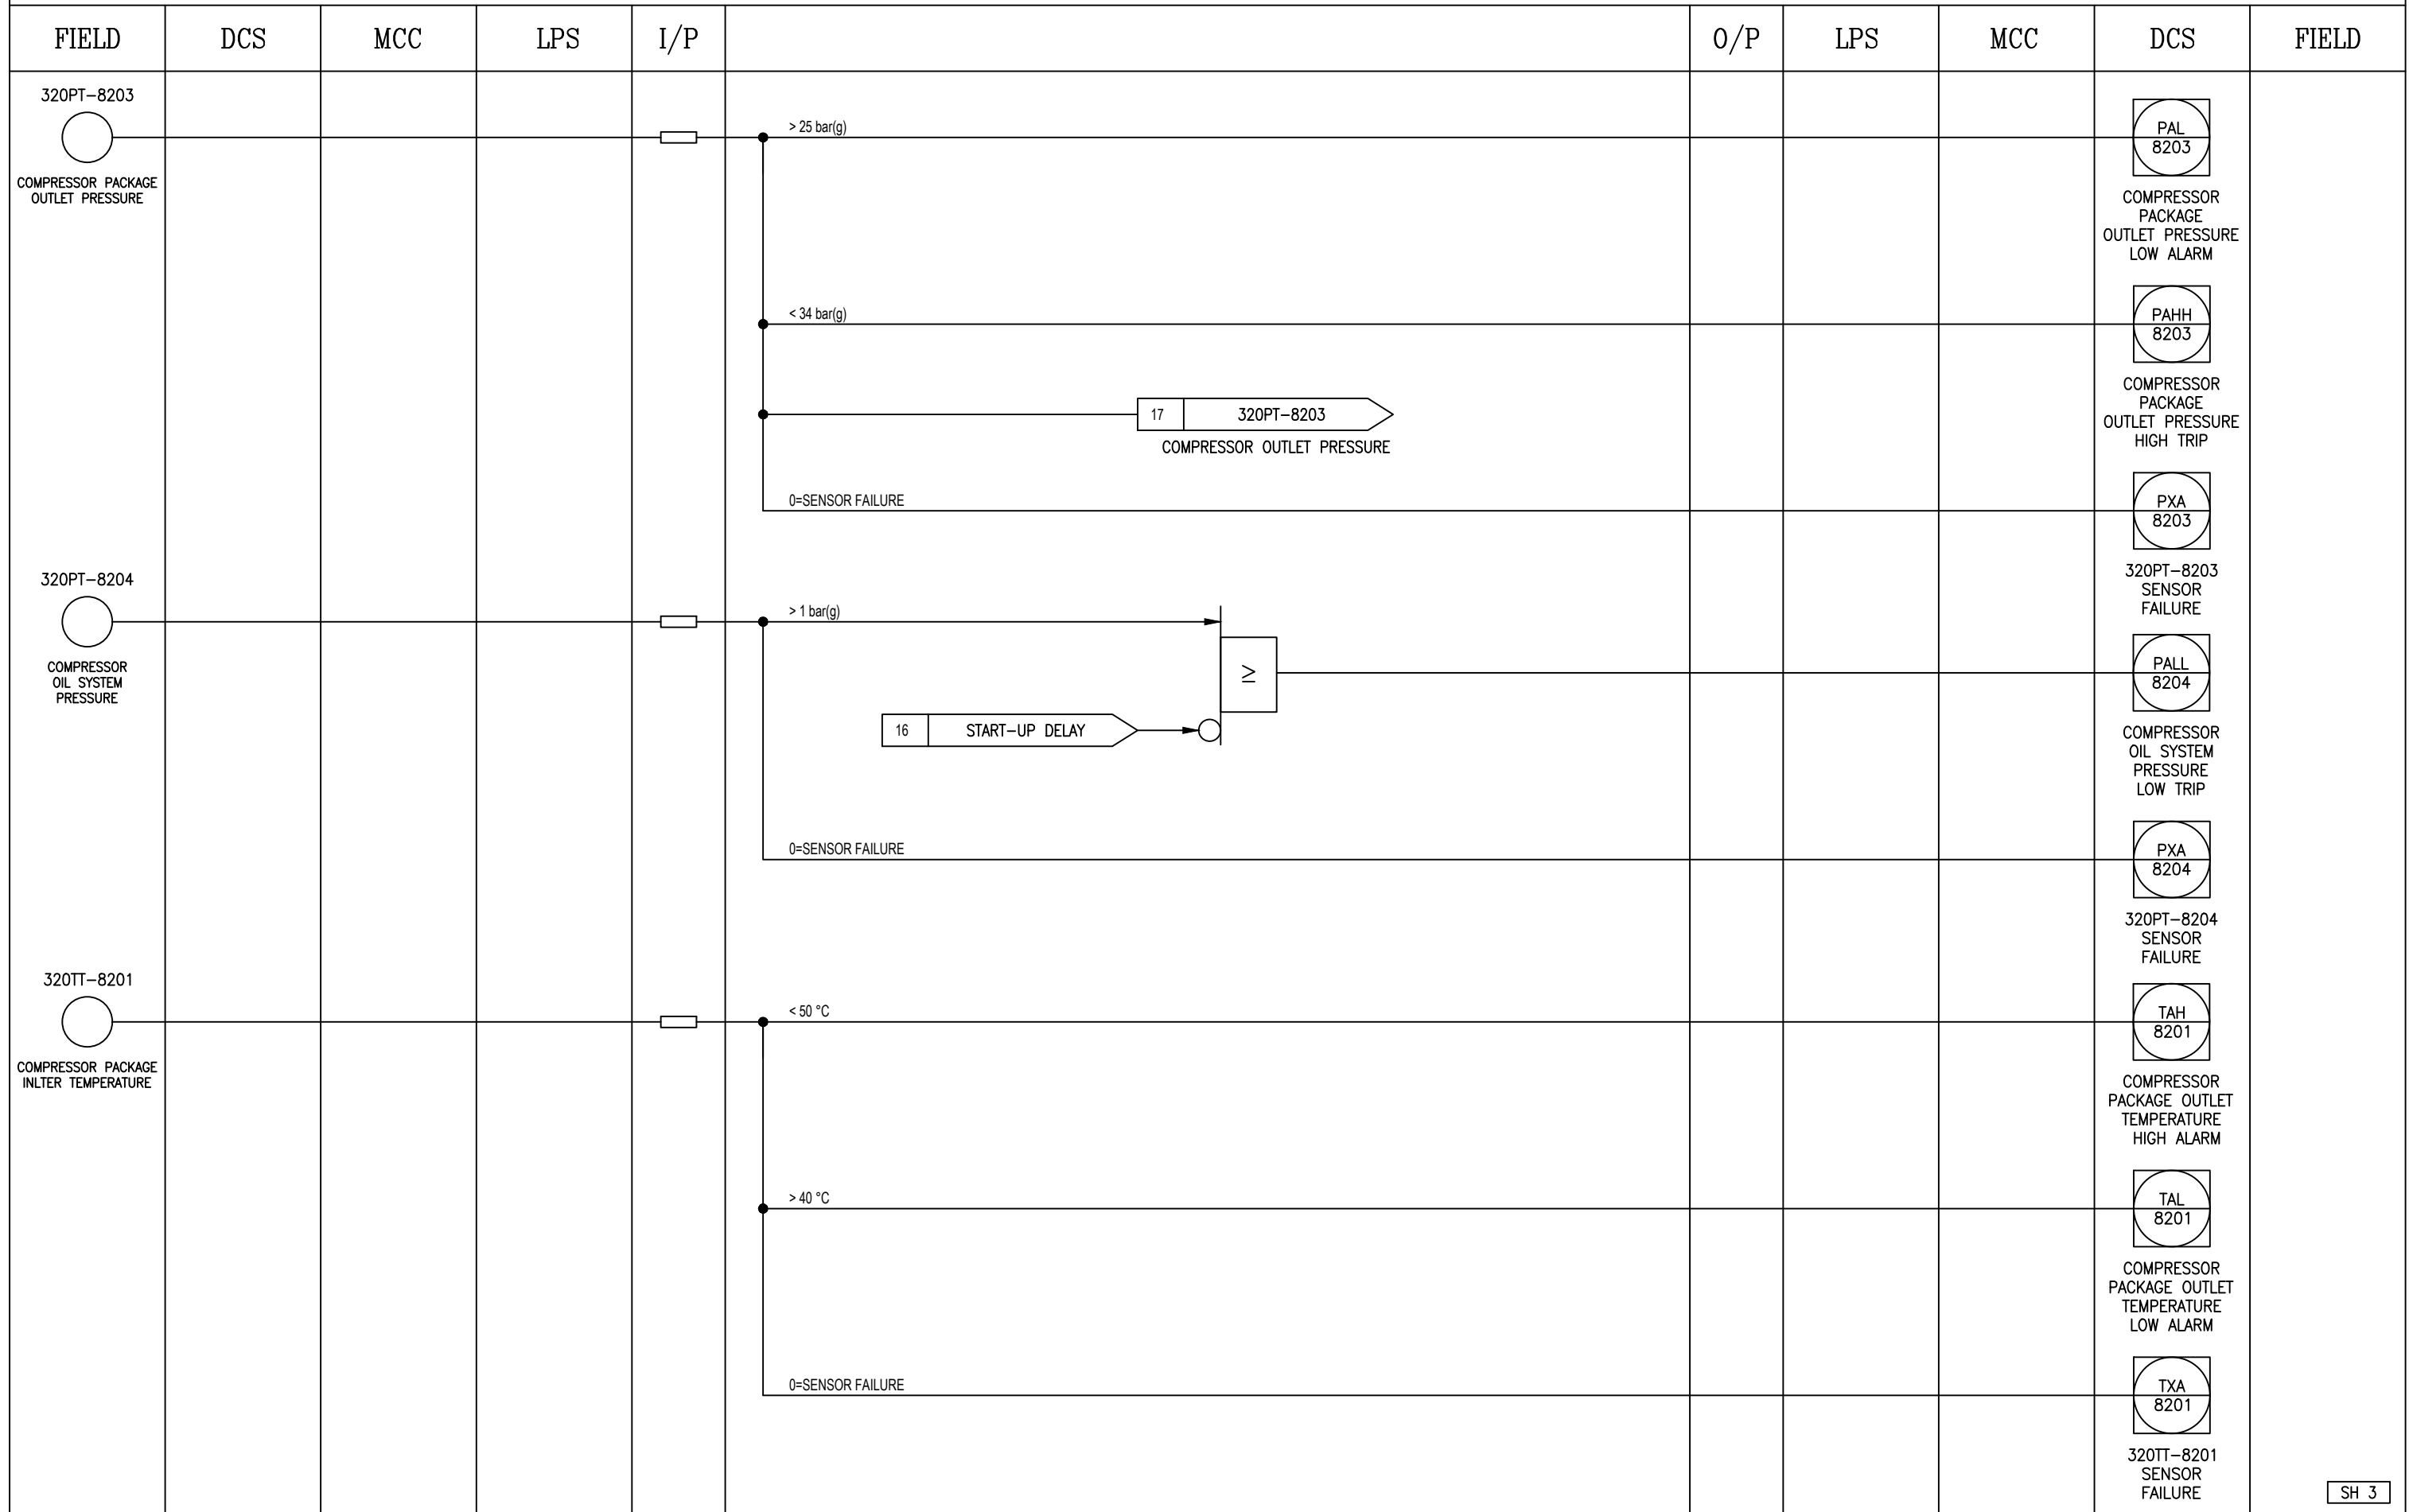 FIELD DCS MCC LPS I/P O/P LPS MCC DCS FIELD
320PT-8203
COMPRESSOR PACKAGE
OUTLET PRESSURE
> 25 bar(g)
PAL
8203
COMPRESSOR
PACKAGE
OUTLET PRESSURE
LOW ALARM
< 34 bar(g)
PAHH
8203
COMPRESSOR
PACKAGE
OUTLET PRESSURE
HIGH TRIP
17 320PT-8203
COMPRESSOR OUTLET PRESSURE
0=SENSOR FAILURE
PXA
8203
320PT-8203
SENSOR
FAILURE
320PT-8204
COMPRESSOR
OIL SYSTEM
PRESSURE
> 1 bar(g)
≥
16 START-UP DELAY
PALL
8204
COMPRESSOR
OIL SYSTEM
PRESSURE
LOW TRIP
0=SENSOR FAILURE
PXA
8204
320PT-8204
SENSOR
FAILURE
320TT-8201
COMPRESSOR PACKAGE
INLTER TEMPERATURE
< 50 °C
TAH
8201
COMPRESSOR
PACKAGE OUTLET
TEMPERATURE
HIGH ALARM
> 40 °C
TAL
8201
COMPRESSOR
PACKAGE OUTLET
TEMPERATURE
LOW ALARM
0=SENSOR FAILURE
TXA
8201
320TT-8201
SENSOR
FAILURE
SH 3